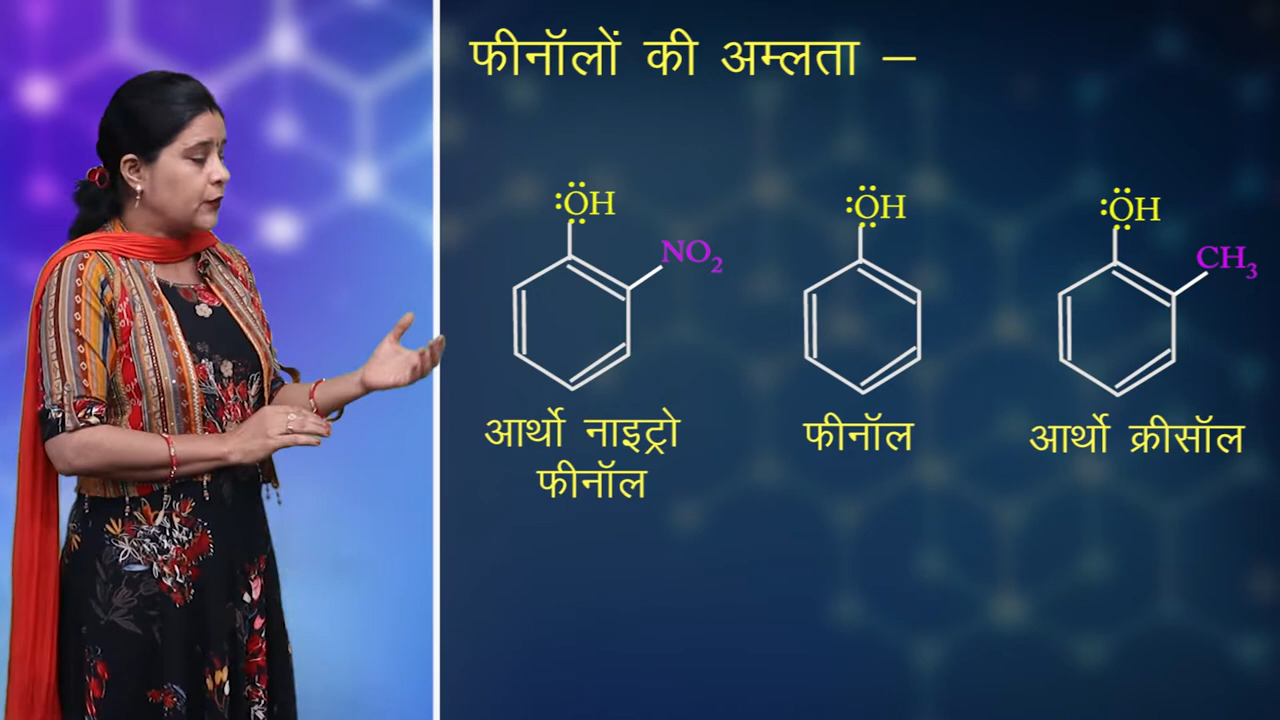 फीनॉलों की अम्लता –
:ÖH
:ÖH
:ÖH
NO₂
CH₃
आर्थो नाइट्रो
फीनॉल
फीनॉल
आर्थो क्रीसॉल